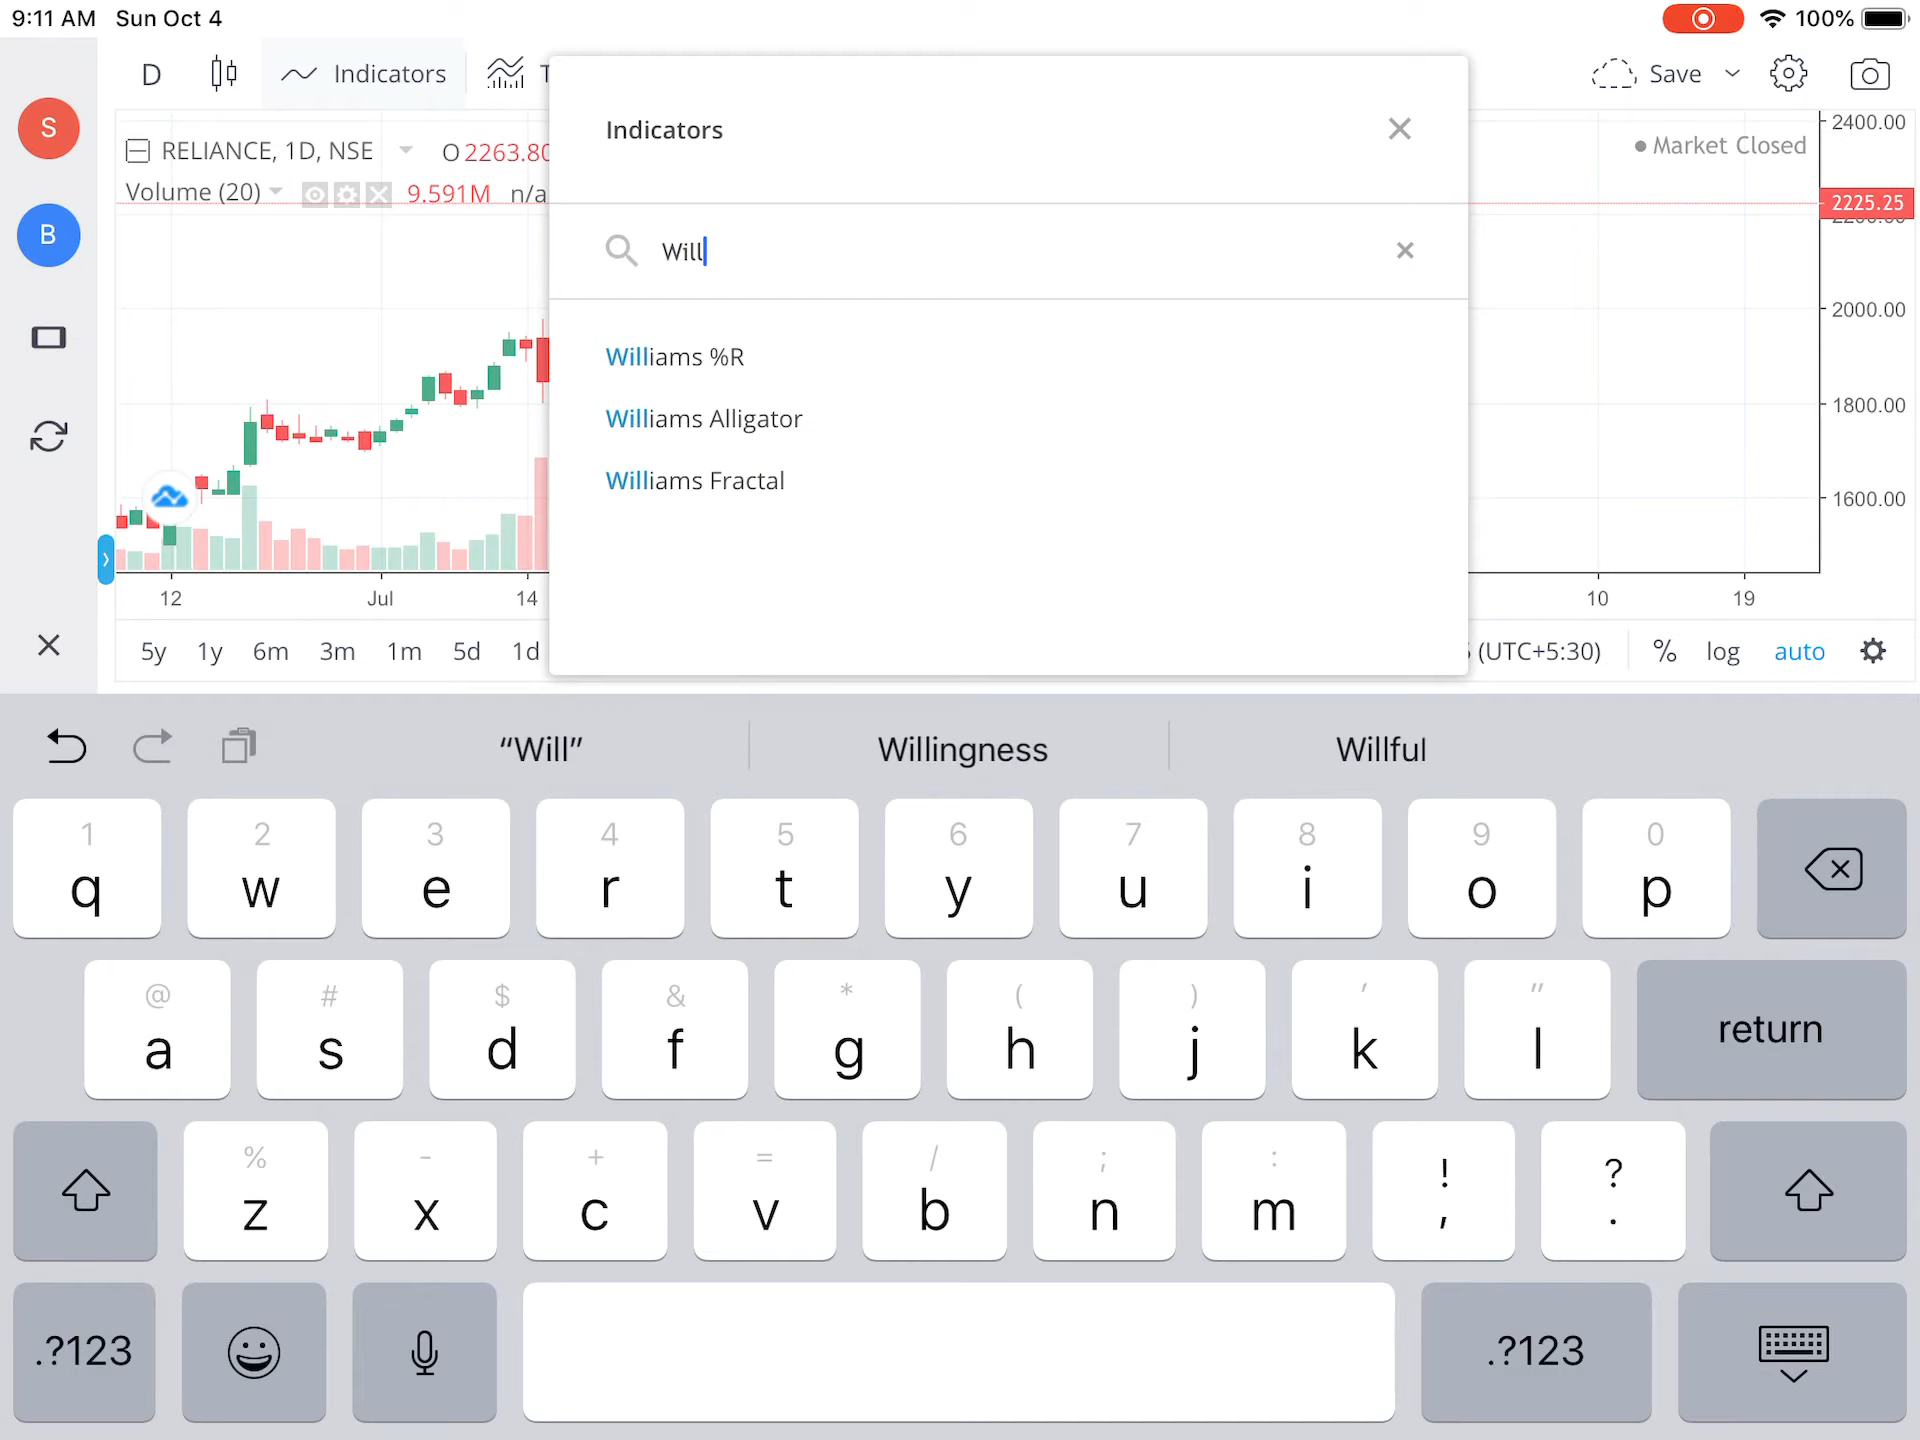 9:11 AM Sun Oct 4 100%
D Indicators T Save
S
B
RELIANCE, 1D, NSE O 2263.80
Volume (20) 9.591M n/a
Indicators
Will
Williams %R
Williams Alligator
Williams Fractal
Market Closed
2400.00
2225.25
2000.00
1800.00
1600.00
12 Jul 14 10 19
5y 1y 6m 3m 1m 5d 1d (UTC+5:30) % log auto
“Will” Willingness Willful
1 2 3 4 5 6 7 8 9 0
q w e r t y u i o p
@ # $ & * ( ) ' "
a s d f g h j k l return
% - + = / ; : ! ?
z x c v b n m , .
.?123 .?123